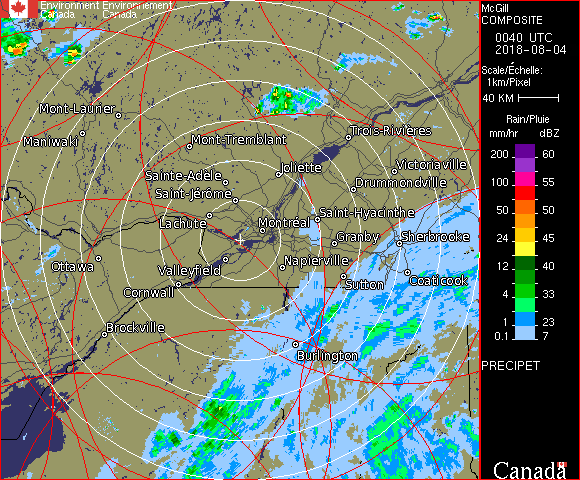 Environment Environnement
Canada Canada
McGill
COMPOSITE
0040 UTC
2018-08-04
Scale/Échelle:
1km/Pixel
40 KM
Rain/Pluie
mm/hr dBZ
200 60
100 55
50 50
24 45
12 40
4 33
1 23
0.1 7
PRECIPET
Canada
Mont-Laurier
Maniwaki
Mont-Tremblant
Trois-Rivières
Sainte-Adèle
Joliette
Victoriaville
Saint-Jérôme
Drummondville
Lachute
Montréal
Saint-Hyacinthe
Granby
Sherbrooke
Ottawa
Valleyfield
Napierville
Cornwall
Sutton
Coaticook
Brockville
Burlington